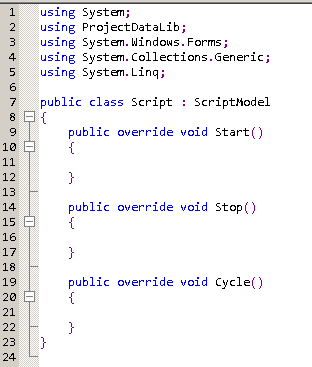 1 using System;
2 using ProjectDataLib;
3 using System.Windows.Forms;
4 using System.Collections.Generic;
5 using System.Linq;
6
7 public class Script : ScriptModel
8 {
9     public override void Start()
10     {
11
12     }
13
14     public override void Stop()
15     {
16
17     }
18
19     public override void Cycle()
20     {
21
22     }
23 }
24